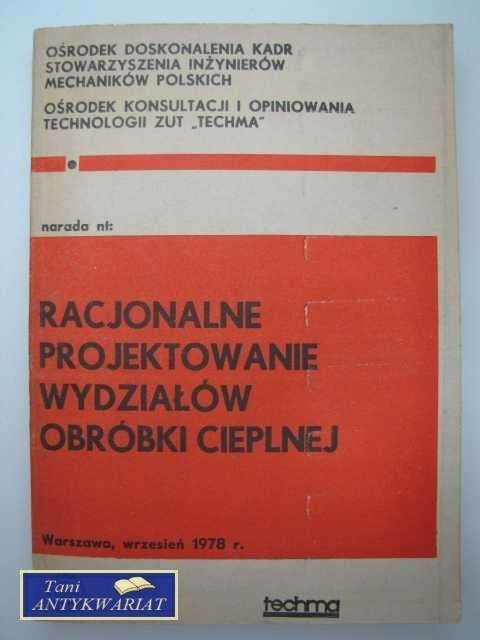 OŚRODEK DOSKONALENIA KADR
STOWARZYSZENIA INŻYNIERÓW
MECHANIKÓW POLSKICH
OŚRODEK KONSULTACJI I OPINIOWANIA
TECHNOLOGII ZUT „TECHMA"
narada nt:
RACJONALNE
PROJEKTOWANIE
WYDZIAŁÓW
OBRÓBKI CIEPLNEJ
Warszawa, wrzesień 1978 r.
techma
Tani
ANTYKWARIAT